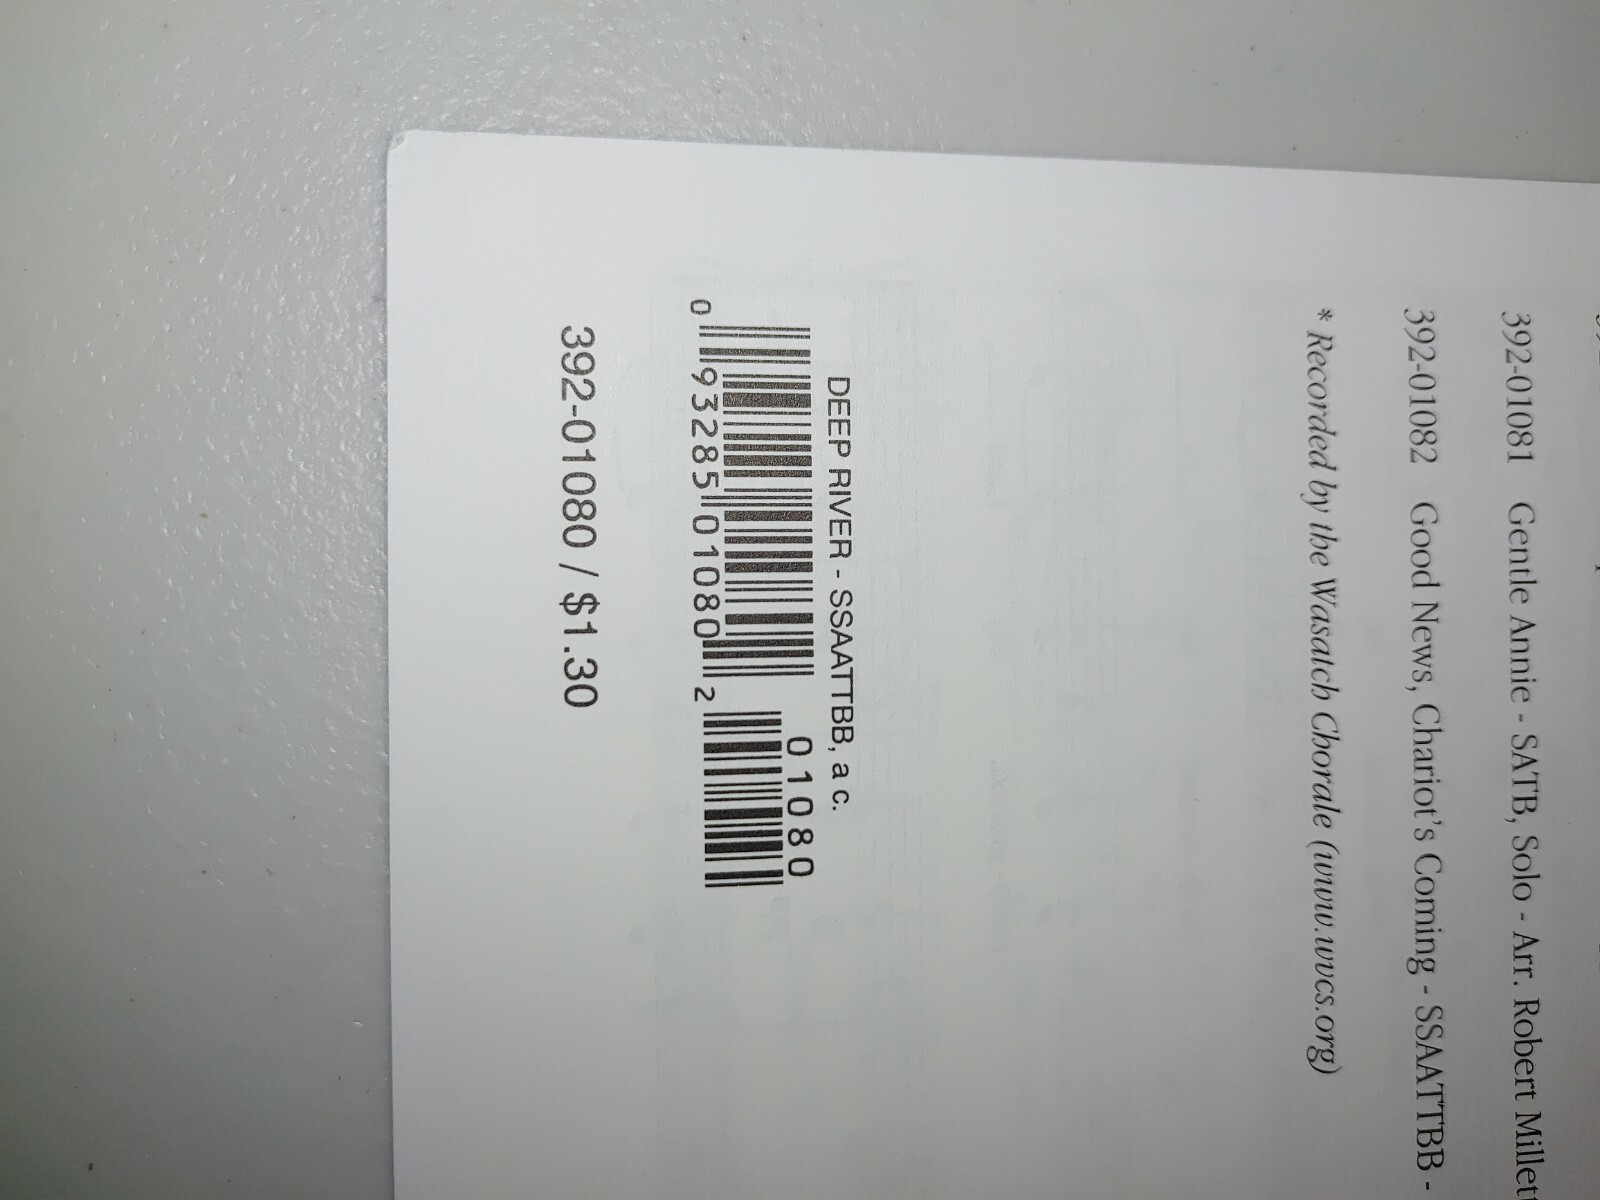 392-01081 Gentle Annie - SATB, Solo - Arr. Robert Millet
392-01082 Good News, Chariot's Coming - SSAATTBB -
* Recorded by the Wasatch Chorale (www.wvcs.org)
DEEP RIVER - SSAATTBB, a c.
01080
0 93285 01080 2
392-01080 / $1.30